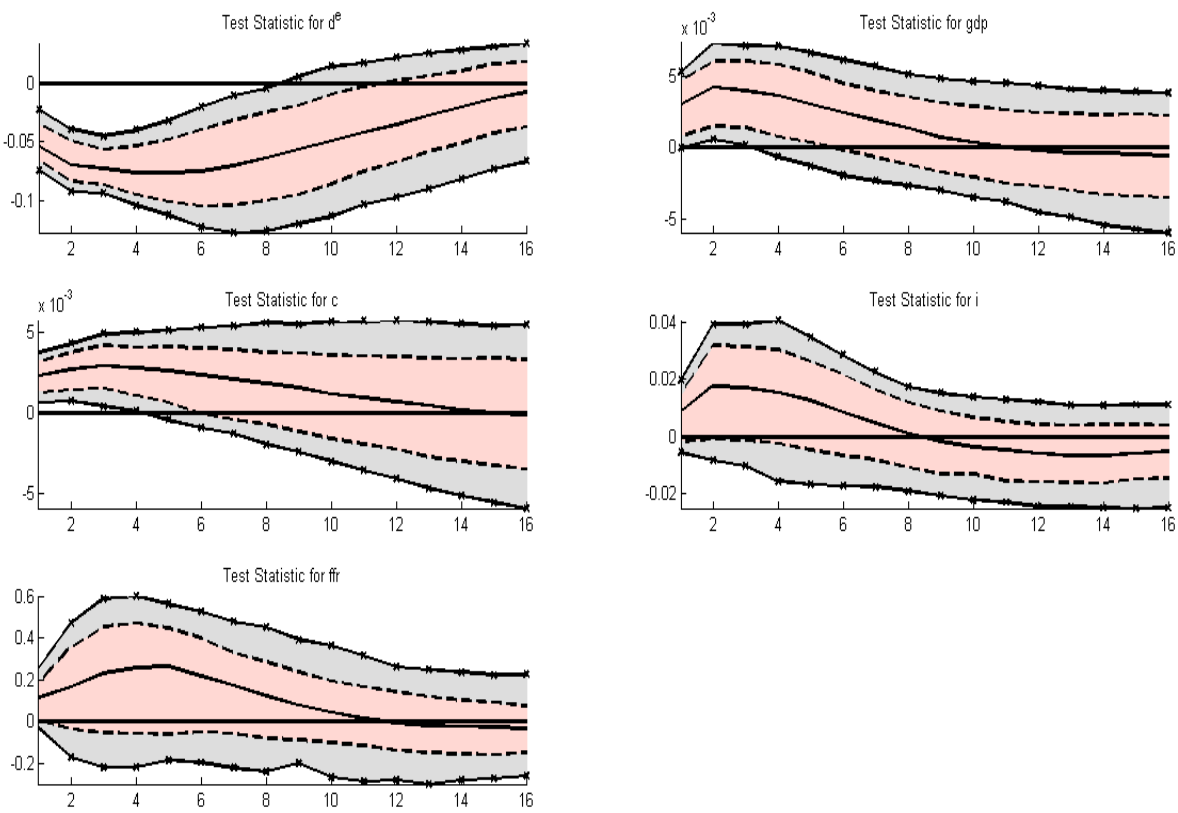 Test Statistic for dᵉ
0
-0.05
-0.1
2 4 6 8 10 12 14 16
Test Statistic for gdp
x 10⁻³
5
0
-5
2 4 6 8 10 12 14 16
Test Statistic for c
x 10⁻³
5
0
-5
2 4 6 8 10 12 14 16
Test Statistic for i
0.04
0.02
0
-0.02
2 4 6 8 10 12 14 16
Test Statistic for ffr
0.6
0.4
0.2
0
-0.2
2 4 6 8 10 12 14 16